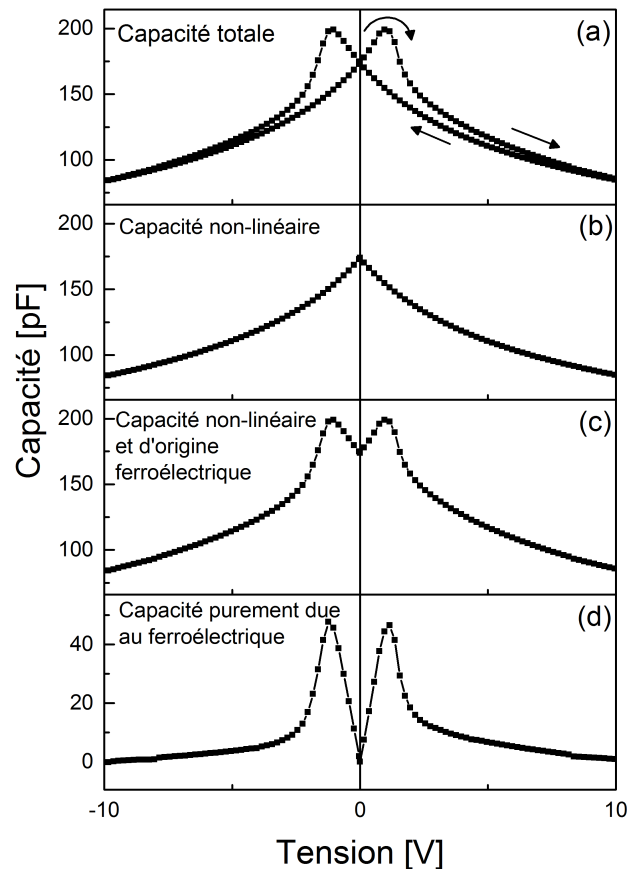 Capacité totale
(a)
200
150
100
Capacité non-linéaire
(b)
200
150
100
Capacité non-linéaire
et d'origine
ferroélectrique
(c)
200
150
100
Capacité purement due
au ferroélectrique
(d)
40
20
0
-10
0
10
Capacité [pF]
Tension [V]